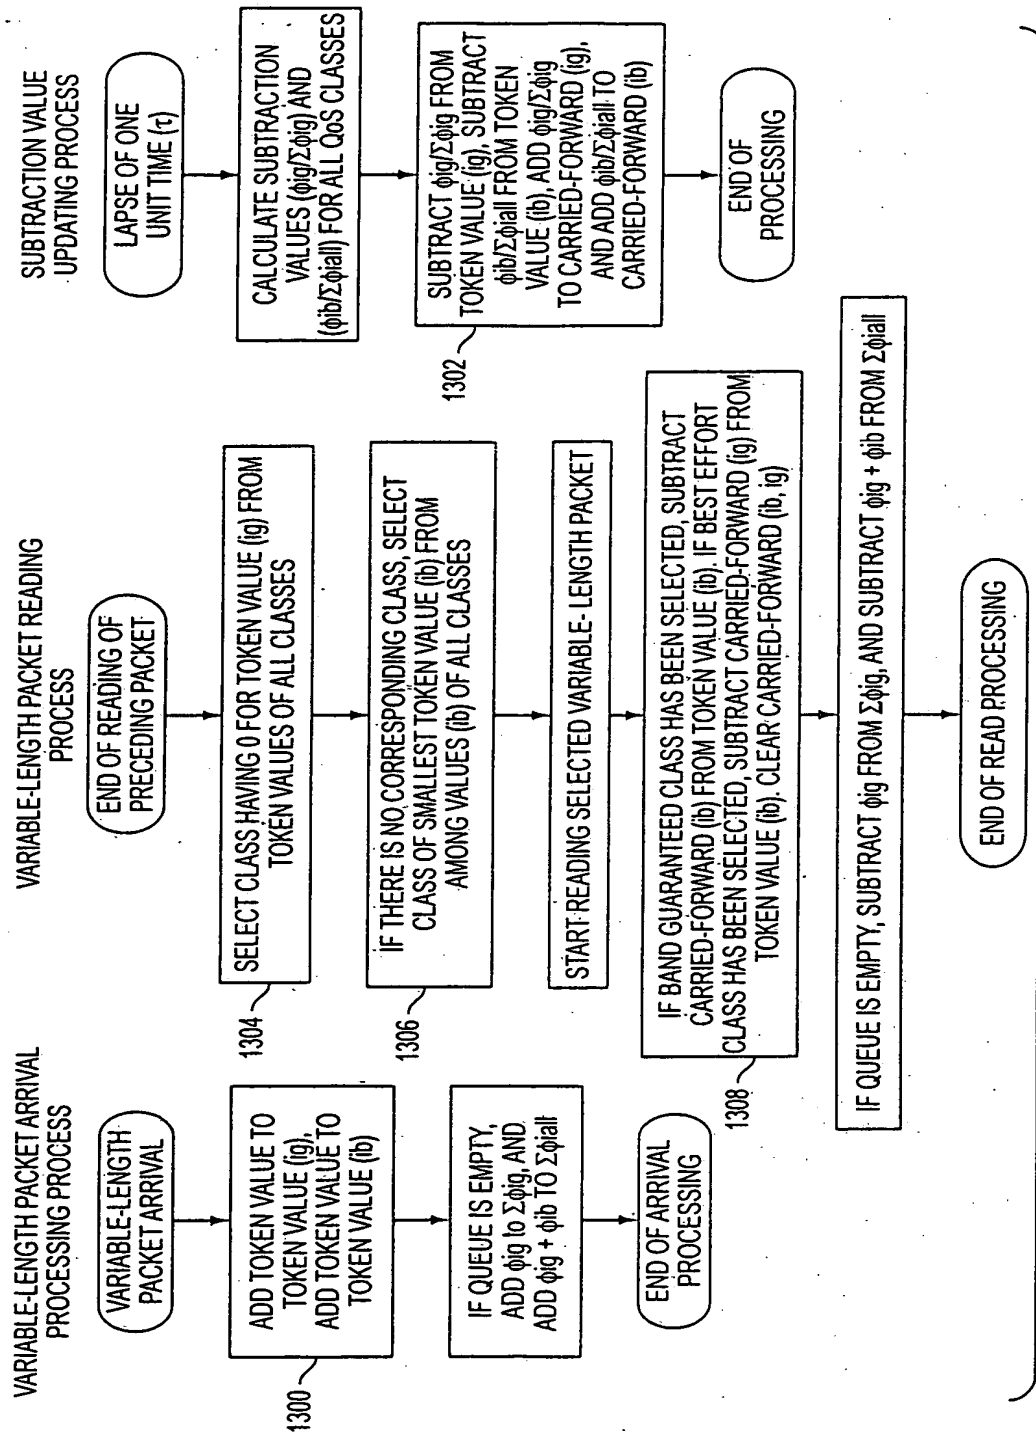 VARIABLE-LENGTH PACKET ARRIVAL
PROCESSING PROCESS
VARIABLE-LENGTH
PACKET ARRIVAL
ADD TOKEN VALUE TO
TOKEN VALUE (ig),
ADD TOKEN VALUE TO
TOKEN VALUE (ib)
1300
IF QUEUE IS EMPTY,
ADD ϕig to Σϕig, AND
ADD ϕig + ϕib TO Σϕiall
END OF ARRIVAL
PROCESSING
VARIABLE-LENGTH PACKET READING
PROCESS
END OF READING OF
PRECEDING PACKET
SELECT CLASS HAVING 0 FOR TOKEN VALUE (ig) FROM
TOKEN VALUES OF ALL CLASSES
1304
IF THERE IS NO CORRESPONDING CLASS, SELECT
CLASS OF SMALLEST TOKEN VALUE (ib) FROM
AMONG VALUES (ib) OF ALL CLASSES
1306
START READING SELECTED VARIABLE-LENGTH PACKET
IF BAND GUARANTEED CLASS HAS BEEN SELECTED, SUBTRACT
CARRIED-FORWARD (ib) FROM TOKEN VALUE (ib). IF BEST EFFORT
CLASS HAS BEEN SELECTED, SUBTRACT CARRIED-FORWARD (ig) FROM
TOKEN VALUE (ib). CLEAR CARRIED-FORWARD (ib, ig)
1308
IF QUEUE IS EMPTY, SUBTRACT ϕig FROM Σϕig, AND SUBTRACT ϕig + ϕib FROM Σϕiall
END OF READ PROCESSING
SUBTRACTION VALUE
UPDATING PROCESS
LAPSE OF ONE
UNIT TIME (τ)
CALCULATE SUBTRACTION
VALUES (ϕig/Σϕig) AND
(ϕib/Σϕiall) FOR ALL QoS CLASSES
SUBTRACT ϕig/Σϕig FROM
TOKEN VALUE (ig), SUBTRACT
ϕib/Σϕiall FROM TOKEN
VALUE (ib), ADD ϕig/Σϕig
TO CARRIED-FORWARD (ig),
AND ADD ϕib/Σϕiall TO
CARRIED-FORWARD (ib)
1302
END OF
PROCESSING